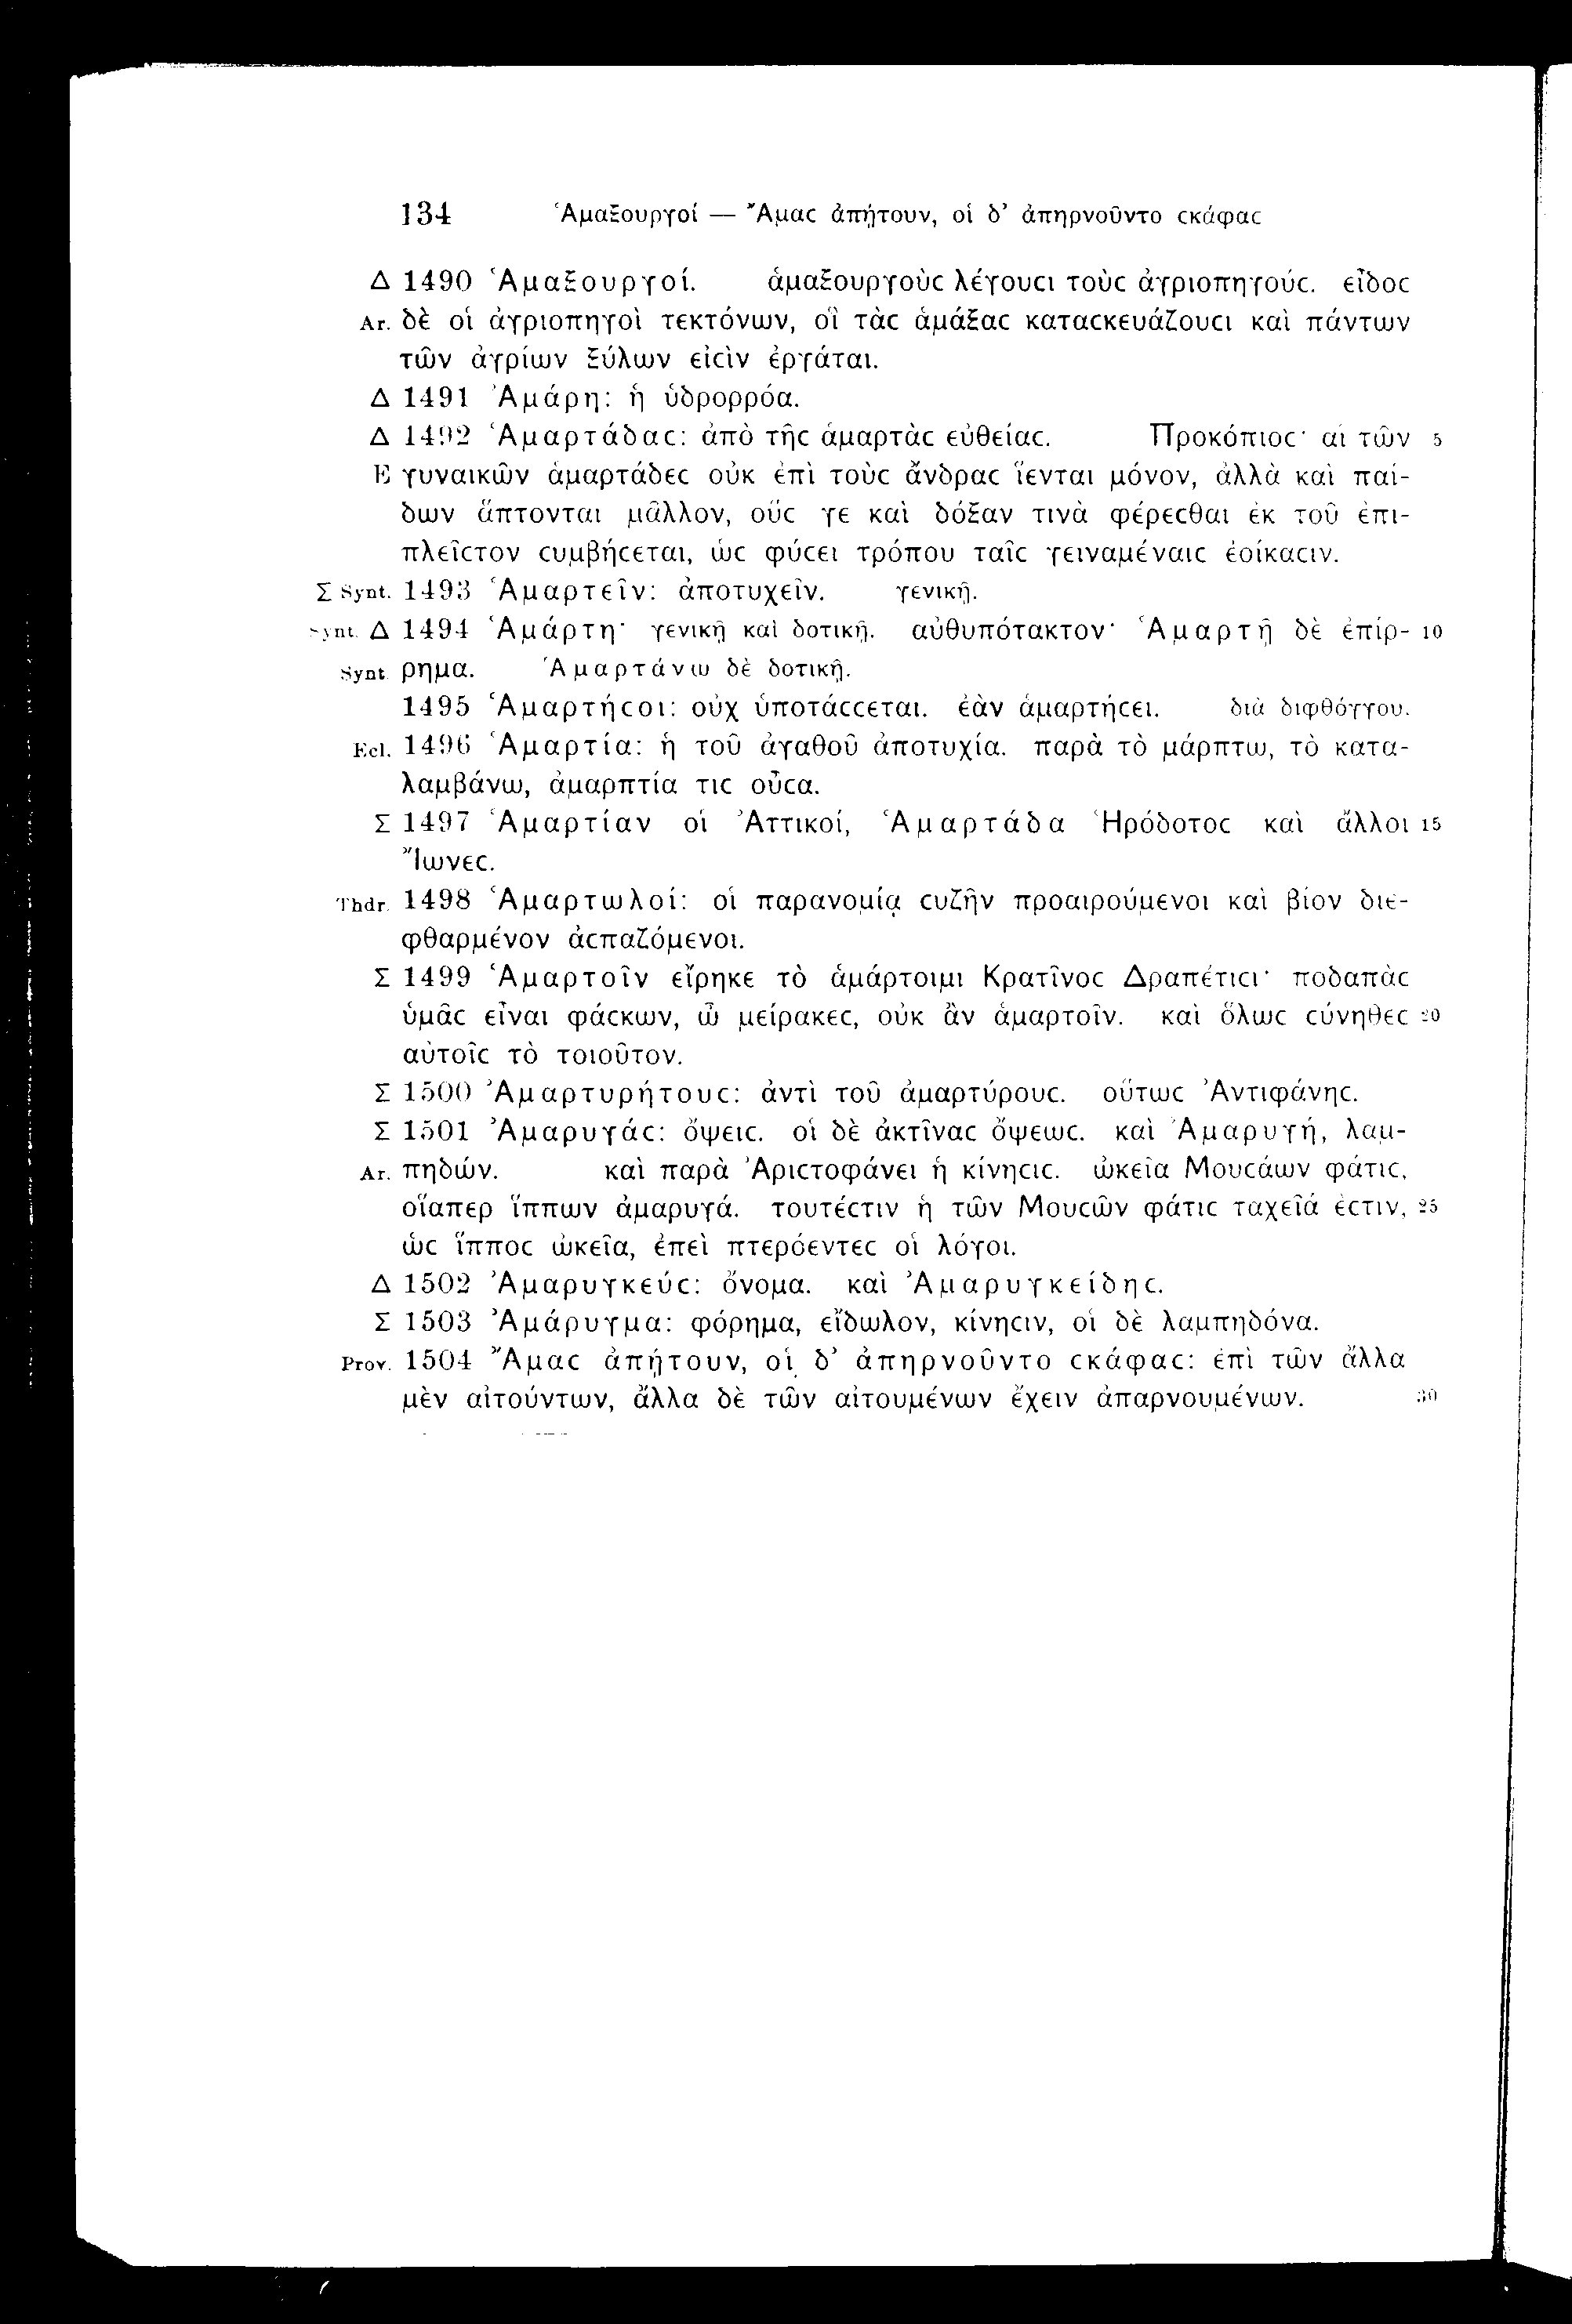 134 Ἁμαξουργοί — Ἄμας ἀπῄτουν, οἱ δ’ ἀπηρνοῦντο ϲκάφαϲ
Δ 1490 Ἁμαξουργοί. ἁμαξουργοὺϲ λέγουϲι τοὺϲ ἀγριοπηγούϲ. εἶδοϲ
Ar. δὲ οἱ ἀγριοπηγοὶ τεκτόνων, οἳ τὰϲ ἁμάξαϲ καταϲκευάζουϲι καὶ πάντων
τῶν ἀγρίων ξύλων εἰϲὶν ἐργάται.
Δ 1491 Ἀμάρη: ἡ ὑδρορρόα.
Δ 1492 Ἁμαρτάδαϲ: ἀπὸ τῆϲ ἁμαρτὰϲ εὐθείαϲ. Προκόπιοϲ· αἱ τῶν 5
E γυναικῶν ἁμαρτάδεϲ οὐκ ἐπὶ τοὺϲ ἄνδραϲ ἵενται μόνον, ἀλλὰ καὶ παί-
δων ἅπτονται μᾶλλον, οὕϲ γε καὶ δόξαν τινὰ φέρεϲθαι ἐκ τοῦ ἐπι-
πλεῖϲτον ϲυμβήϲεται, ὡϲ φύϲει τρόπου ταῖϲ γειναμέναιϲ ἐοίκαϲιν.
Σ Synt. 1493 Ἁμαρτεῖν: ἀποτυχεῖν. γενικῇ.
Synt. Δ 1494 Ἁμάρτη· γενικῇ καὶ δοτικῇ. αὐθυπότακτον· Ἁμαρτῇ δὲ ἐπίρ- 10
Synt. ρημα. Ἁμαρτάνω δὲ δοτικῇ.
1495 Ἁμαρτήϲοι: οὐχ ὑποτάϲϲεται. ἐὰν ἁμαρτήϲει. διὰ διφθόγγου.
Ecl. 1496 Ἁμαρτία: ἡ τοῦ ἀγαθοῦ ἀποτυχία. παρὰ τὸ μάρπτω, τὸ κατα-
λαμβάνω, ἁμαρπτία τιϲ οὖϲα.
Σ 1497 Ἁμαρτίαν οἱ Ἀττικοί, Ἁμαρτάδα Ἡρόδοτοϲ καὶ ἄλλοι 15
Ἴωνεϲ.
Thdr. 1498 Ἁμαρτωλοί: οἱ παρανομίᾳ ϲυζῆν προαιρούμενοι καὶ βίον διε-
φθαρμένον ἀϲπαζόμενοι.
Σ 1499 Ἁμαρτοῖν εἴρηκε τὸ ἁμάρτοιμι Κρατῖνοϲ Δραπέτιϲι· ποδαπὰϲ
ὑμᾶϲ εἶναι φάϲκων, ὦ μείρακεϲ, οὐκ ἂν ἁμαρτοῖν. καὶ ὅλωϲ ϲύνηθεϲ 20
αὐτοῖϲ τὸ τοιοῦτον.
Σ 1500 Ἀμαρτυρήτουϲ: ἀντὶ τοῦ ἀμαρτύρουϲ. οὕτωϲ Ἀντιφάνηϲ.
Σ 1501 Ἀμαρυγάϲ: ὄψειϲ. οἱ δὲ ἀκτῖναϲ ὄψεωϲ. καὶ Ἀμαρυγή, λαμ-
Ar. πηδών. καὶ παρὰ Ἀριϲτοφάνει ἡ κίνηϲιϲ. ὠκεῖα Μουϲάων φάτιϲ,
οἵαπερ ἵππων ἀμαρυγά. τουτέϲτιν ἡ τῶν Μουϲῶν φάτιϲ ταχεῖά ἐϲτιν, 25
ὡϲ ἵπποϲ ὠκεῖα, ἐπεὶ πτερόεντεϲ οἱ λόγοι.
Δ 1502 Ἀμαρυγκεύϲ: ὄνομα. καὶ Ἀμαρυγκείδηϲ.
Σ 1503 Ἀμάρυγμα: φόρημα, εἴδωλον, κίνηϲιν, οἱ δὲ λαμπηδόνα.
Prov. 1504 Ἄμαϲ ἀπῄτουν, οἱ δ’ ἀπηρνοῦντο ϲκάφαϲ: ἐπὶ τῶν ἄλλα
μὲν αἰτούντων, ἄλλα δὲ τῶν αἰτουμένων ἔχειν ἀπαρνουμένων. 30